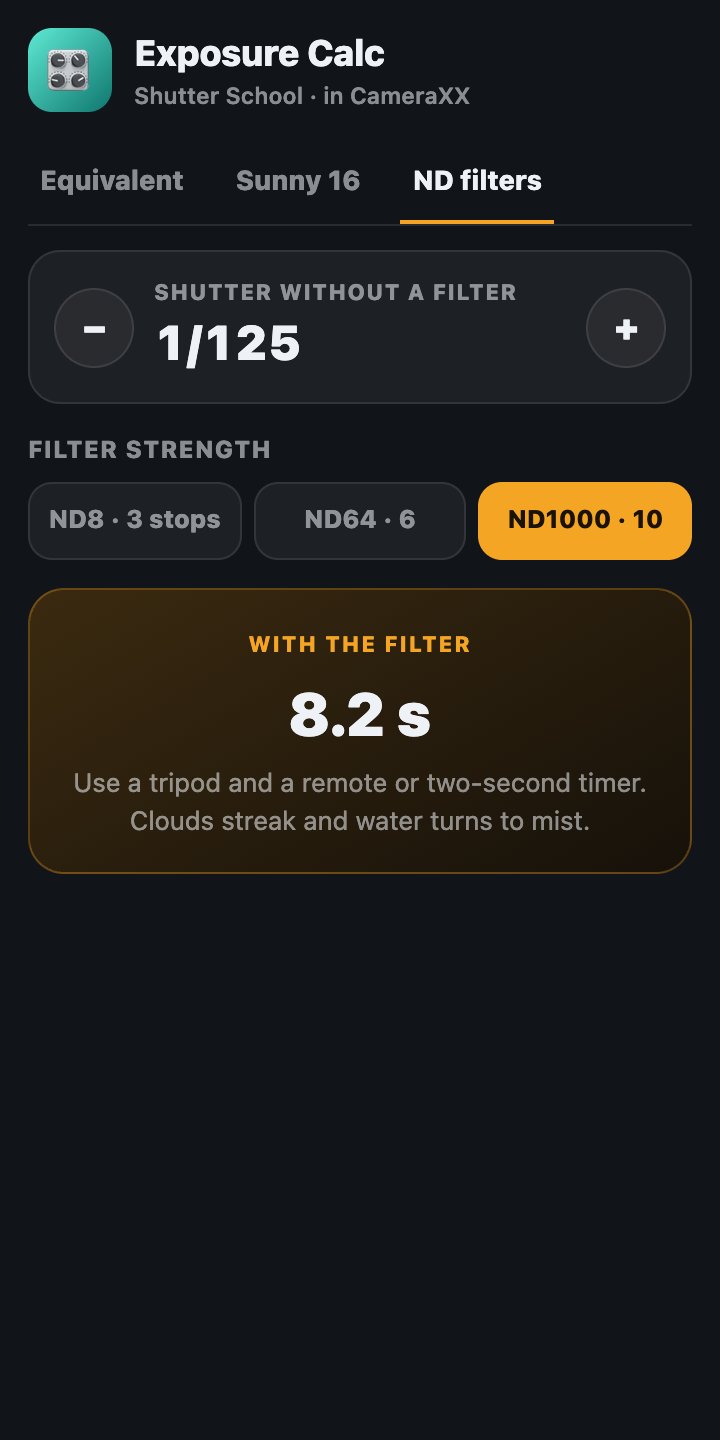 Exposure Calc
Shutter School · in CameraXX
Equivalent
Sunny 16
ND filters
SHUTTER WITHOUT A FILTER
−
1/125
+
FILTER STRENGTH
ND8 · 3 stops
ND64 · 6
ND1000 · 10
WITH THE FILTER
8.2 s
Use a tripod and a remote or two-second timer.
Clouds streak and water turns to mist.